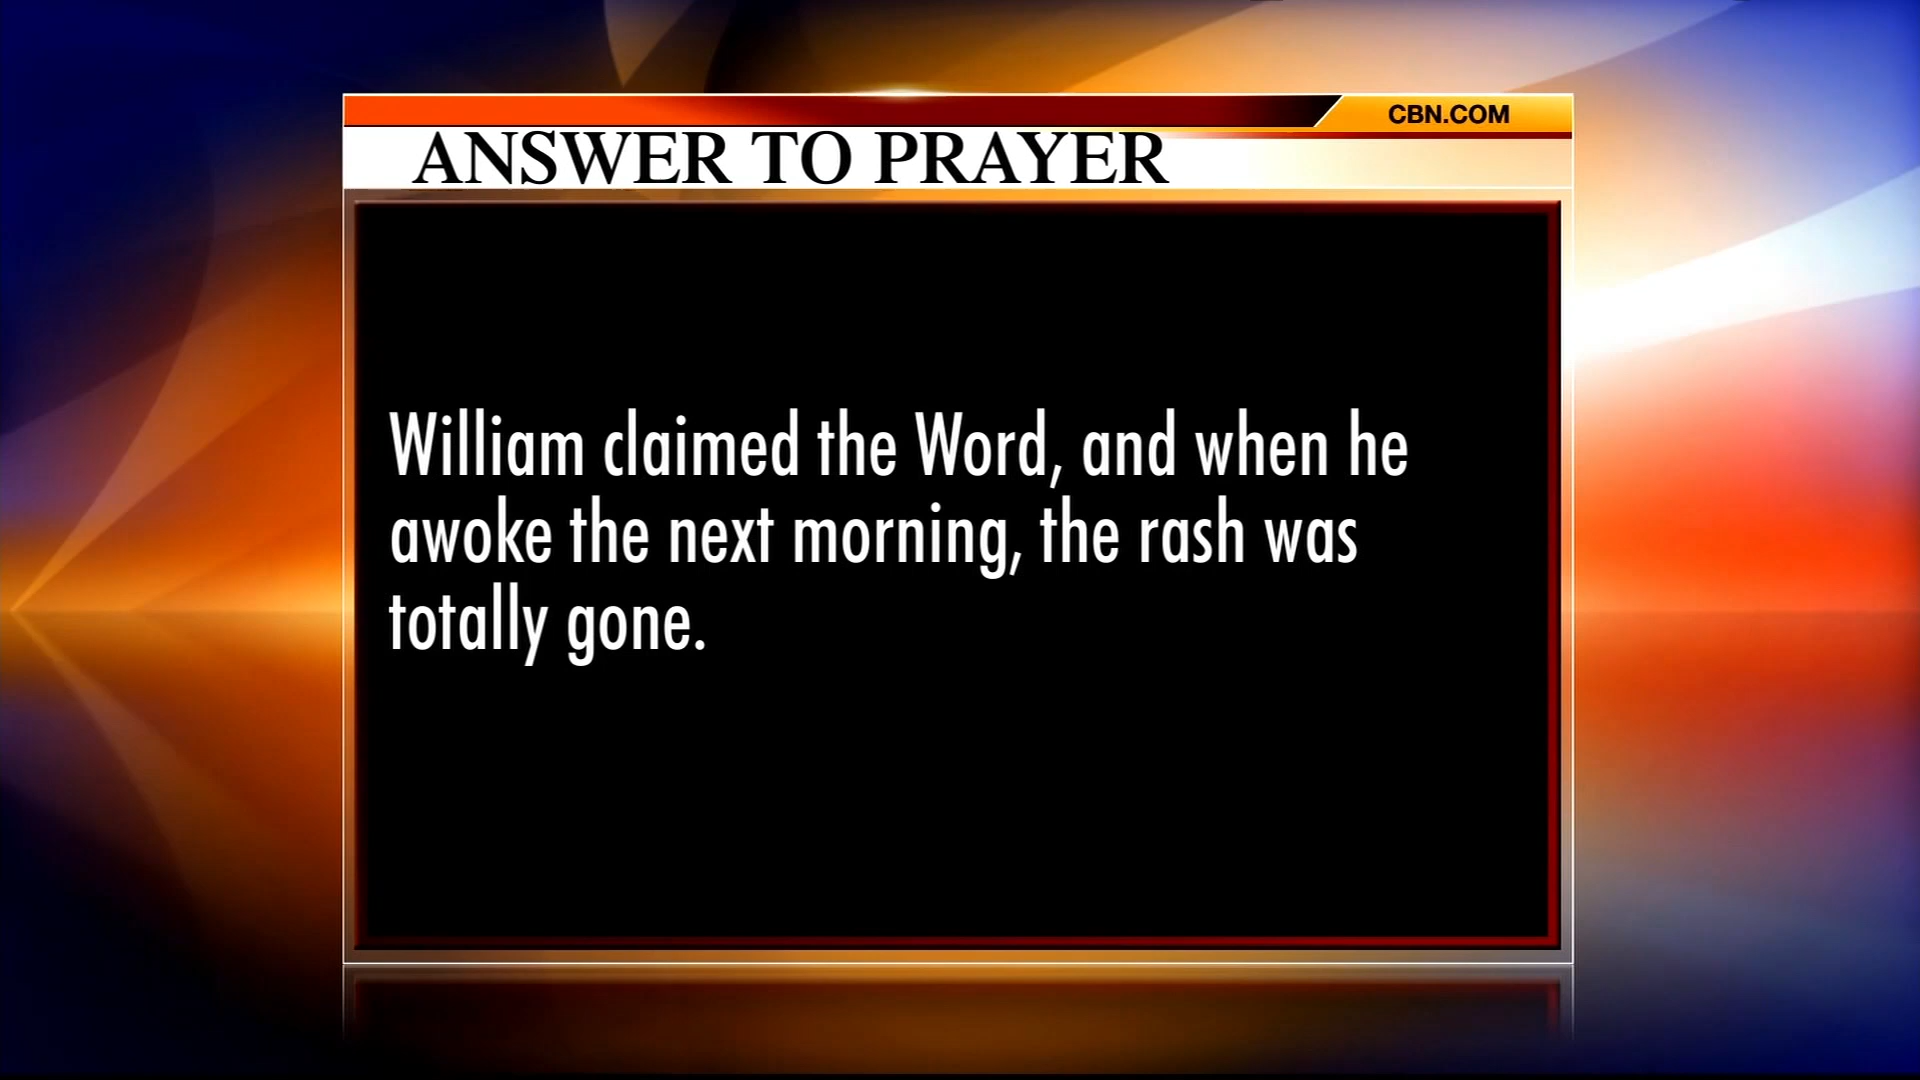 CBN.COM
ANSWER TO PRAYER
William claimed the Word, and when he
awoke the next morning, the rash was
totally gone.